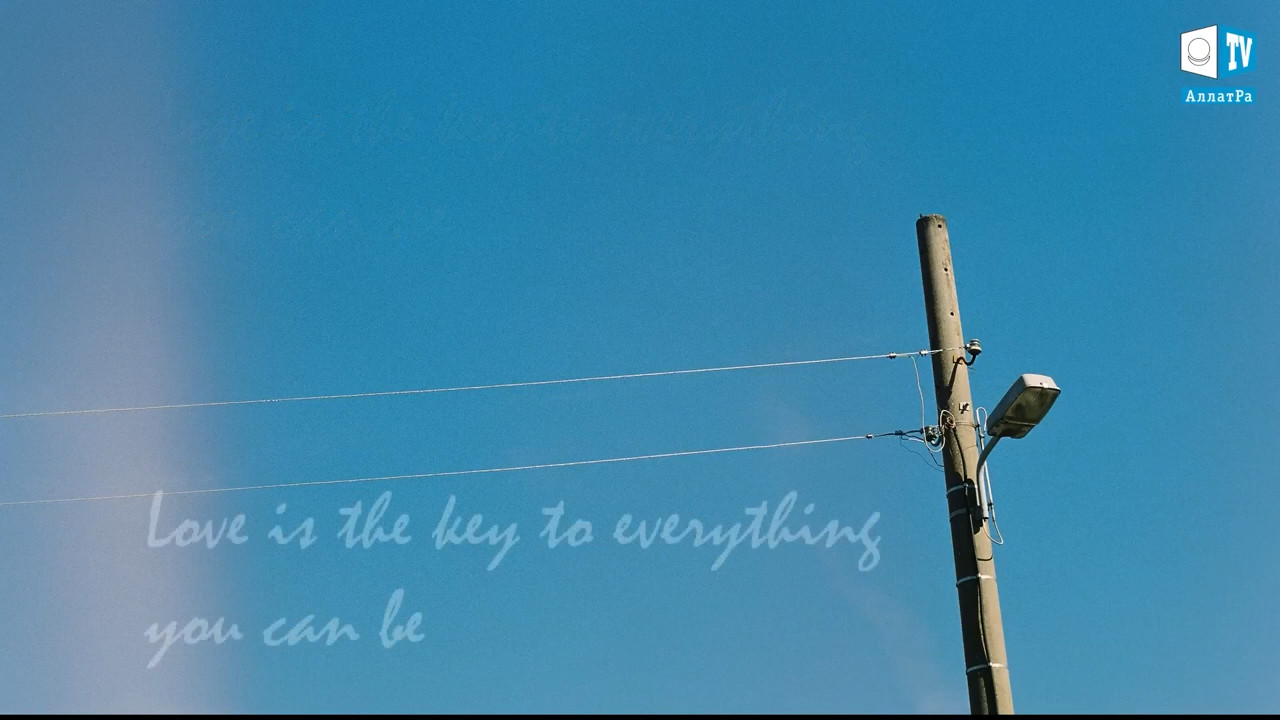 TV
АллатРа
Love is the key to everything
you can be